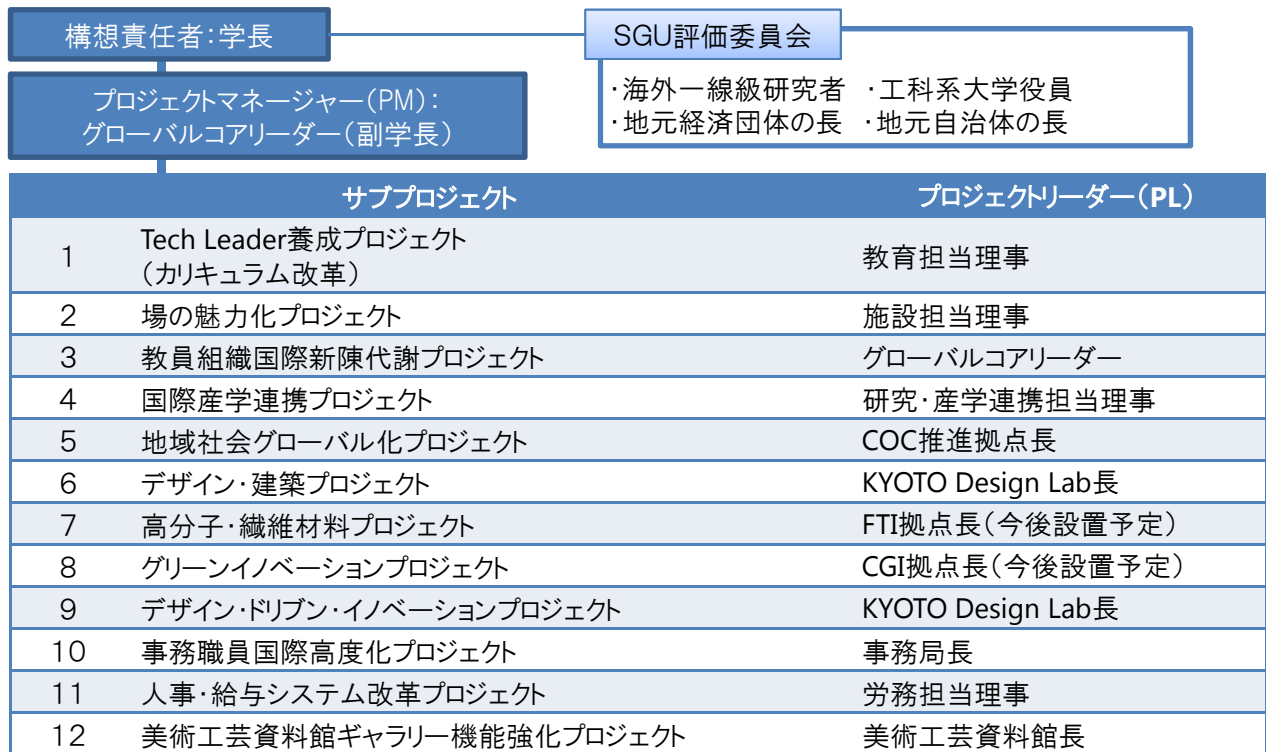 構想責任者:学長
SGU評価委員会
・海外一線級研究者 ・工科系大学役員
・地元経済団体の長 ・地元自治体の長
プロジェクトマネージャー(PM):
グローバルコアリーダー(副学長)
サブプロジェクト プロジェクトリーダー(PL)
1 Tech Leader養成プロジェクト
(カリキュラム改革) 教育担当理事
2 場の魅力化プロジェクト 施設担当理事
3 教員組織国際新陳代謝プロジェクト グローバルコアリーダー
4 国際産学連携プロジェクト 研究・産学連携担当理事
5 地域社会グローバル化プロジェクト COC推進拠点長
6 デザイン・建築プロジェクト KYOTO Design Lab長
7 高分子・繊維材料プロジェクト FTI拠点長(今後設置予定)
8 グリーンイノベーションプロジェクト CGI拠点長(今後設置予定)
9 デザイン・ドリブン・イノベーションプロジェクト KYOTO Design Lab長
10 事務職員国際高度化プロジェクト 事務局長
11 人事・給与システム改革プロジェクト 労務担当理事
12 美術工芸資料館ギャラリー機能強化プロジェクト 美術工芸資料館長